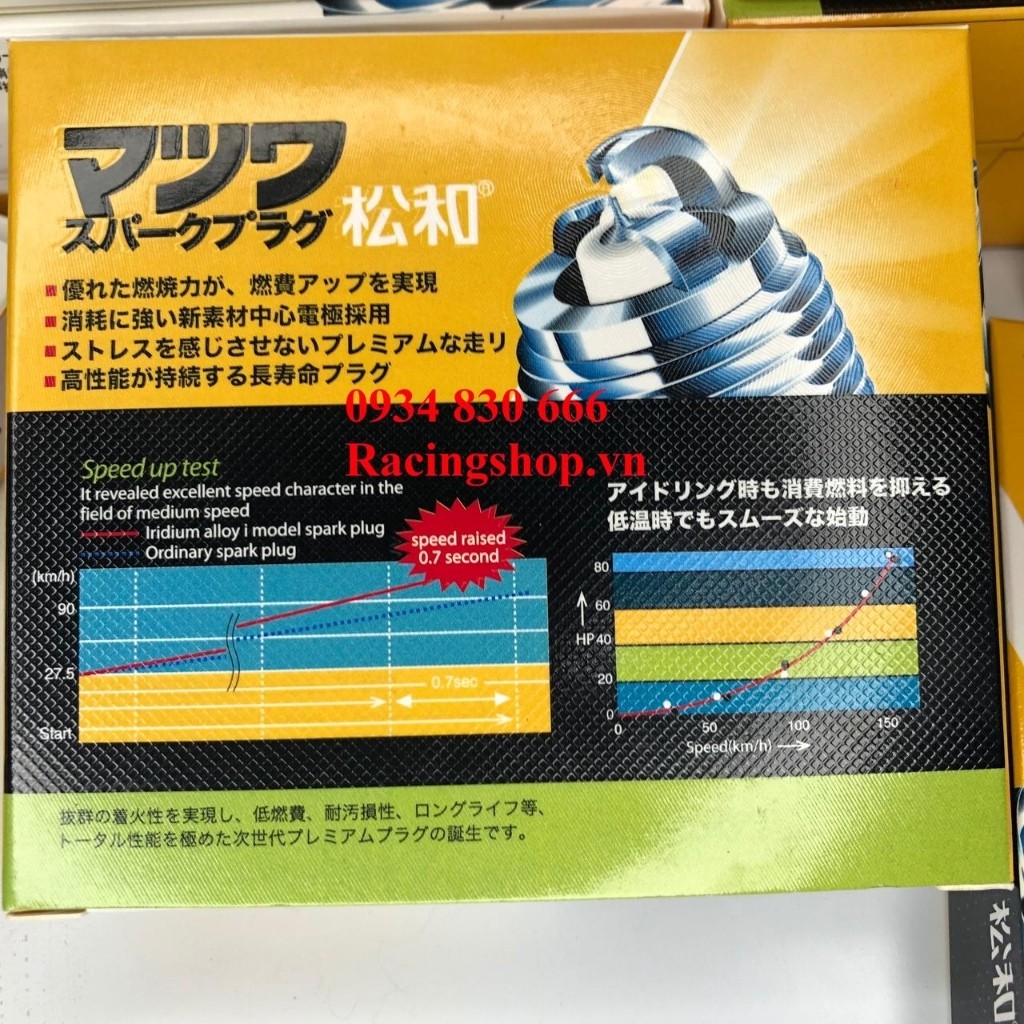 マツワ
スパークプラグ 松和®
優れた燃焼力が、燃費アップを実現
消耗に強い新素材中心電極採用
ストレスを感じさせないプレミアムな走り
高性能が持続する長寿命プラグ
0934 830 666
Racingshop.vn
Speed up test
It revealed excellent speed character in the
field of medium speed
Iridium alloy i model spark plug
Ordinary spark plug
speed raised
0.7 second
(km/h)
90
27.5
Start
0.7sec
アイドリング時も消費燃料を抑える
低温時でもスムーズな始動
80
60
HP 40
20
0
0 50 100 150
Speed(km/h)
抜群の着火性を実現し、低燃費、耐汚損性、ロングライフ等、
トータル性能を極めた次世代プレミアムプラグの誕生です。
松和